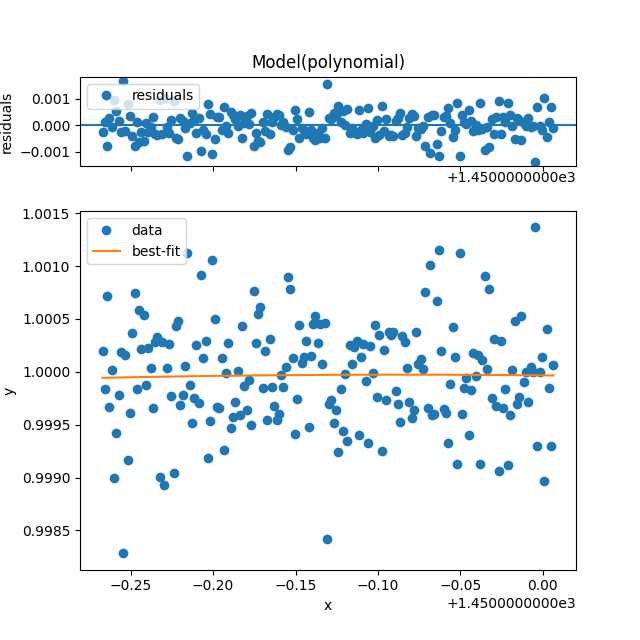 Model(polynomial)
residuals
0.001
0.000
−0.001
residuals
+1.4500000000e3
1.0015
1.0010
1.0005
1.0000
0.9995
0.9990
0.9985
y
data
best-fit
−0.25
−0.20
−0.15
−0.10
−0.05
0.00
x
+1.4500000000e3